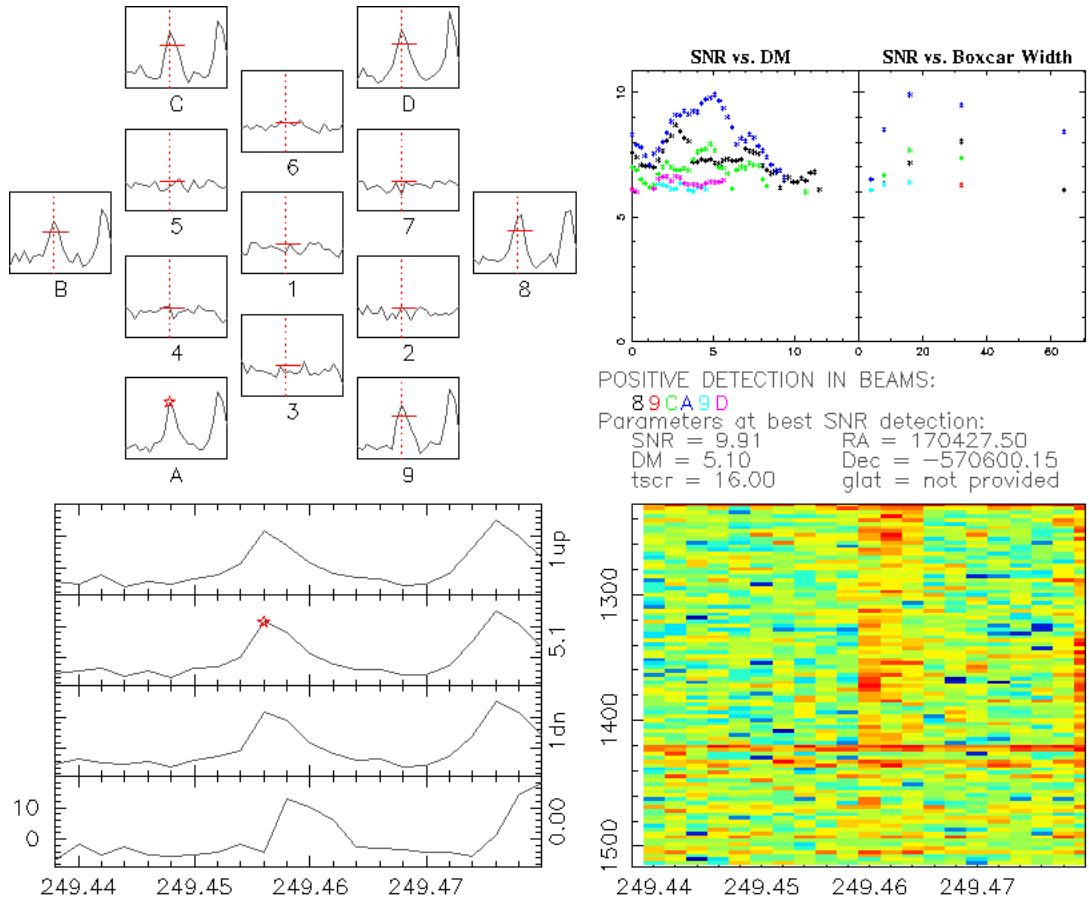 C
D
6
5
7
B
1
8
4
2
3
A
9
SNR vs. DM
SNR vs. Boxcar Width
10
5
0
0 5 10
0 20 40 60
POSITIVE DETECTION IN BEAMS:
89CA9D
Parameters at best SNR detection:
SNR = 9.91 RA = 170427.50
DM = 5.10 Dec = −570600.15
tscr = 16.00 glat = not provided
1up
5.1
1dn
0.00
10
0
249.44 249.45 249.46 249.47
1300
1400
1500
249.44 249.45 249.46 249.47